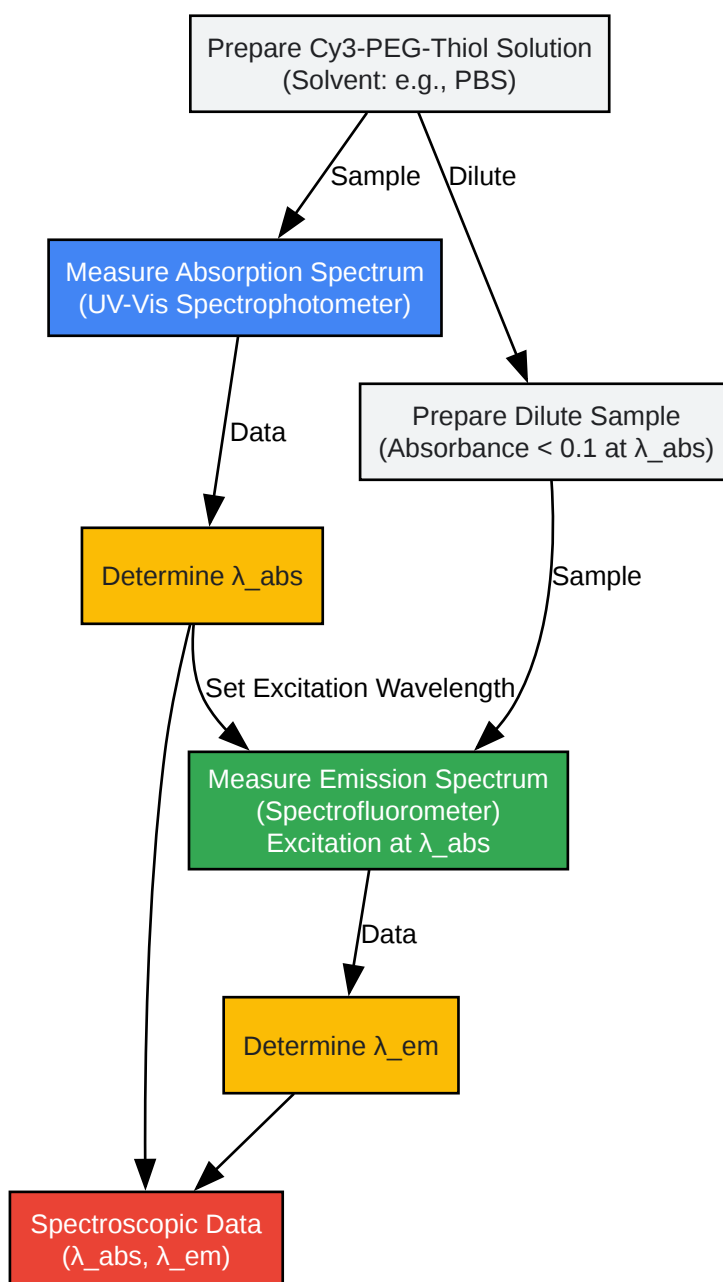 Prepare Cy3-PEG-Thiol Solution
(Solvent: e.g., PBS)
Sample
Dilute
Measure Absorption Spectrum
(UV-Vis Spectrophotometer)
Prepare Dilute Sample
(Absorbance < 0.1 at λ_abs)
Data
Determine λ_abs
Sample
Set Excitation Wavelength
Measure Emission Spectrum
(Spectrofluorometer)
Excitation at λ_abs
Data
Determine λ_em
Spectroscopic Data
(λ_abs, λ_em)